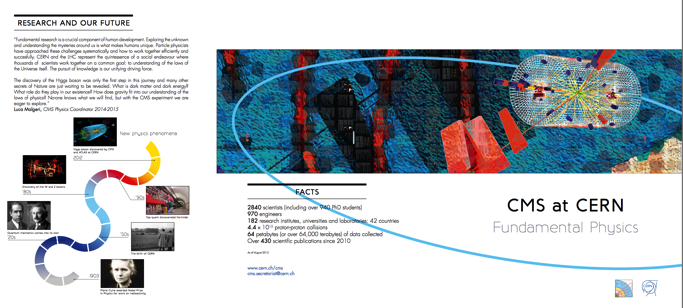 RESEARCH AND OUR FUTURE
"Fundamental research is a crucial component of human development. Exploring the unknown
and understanding the mysteries around us is what makes humans unique. Particle physicists
have approached these challenges systematically and how to work together efficiently and
succesfully. CERN and the LHC represent the quintessence of a social endeavour where
thousands of scientists work together on a common goal: to understanding of the laws of
the Universe itself. The pursuit of knowledge is our unifying driving force.
The discovery of the Higgs boson was only the first step in this journey and many other
secrets of Nature are just waiting to be revealed. What is dark matter and dark energy?
What role do they play in our existence? How does gravity fit into our understanding of the
laws of physics? No-one knows what we will find, but with the CMS experiment we are
eager to explore."
Luca Malgeri, CMS Physics Coordinator 2014-2015
New physics phenomena
Higgs boson discovered by CMS
and ATLAS at CERN
2012
Discovery of the W and Z bosons
'80s
'90s
Top quark discovered Fermilab
Quantum mechanics comes into its own
'20s
'50s
The birth of CERN
1903
Marie Curie awarded Nobel Prize
in Physics for work on radioactivity
FACTS
2840 scientists (including over 940 PhD students)
970 engineers
182 research institutes, universities and laboratories: 42 countries
4.4 x 10¹⁵ proton-proton collisions
64 petabytes (or over 64,000 terabytes) of data collected
Over 430 scientific publications since 2010
As of August 2015
www.cern.ch/cms
cms.secretariat@cern.ch
CMS at CERN
Fundamental Physics